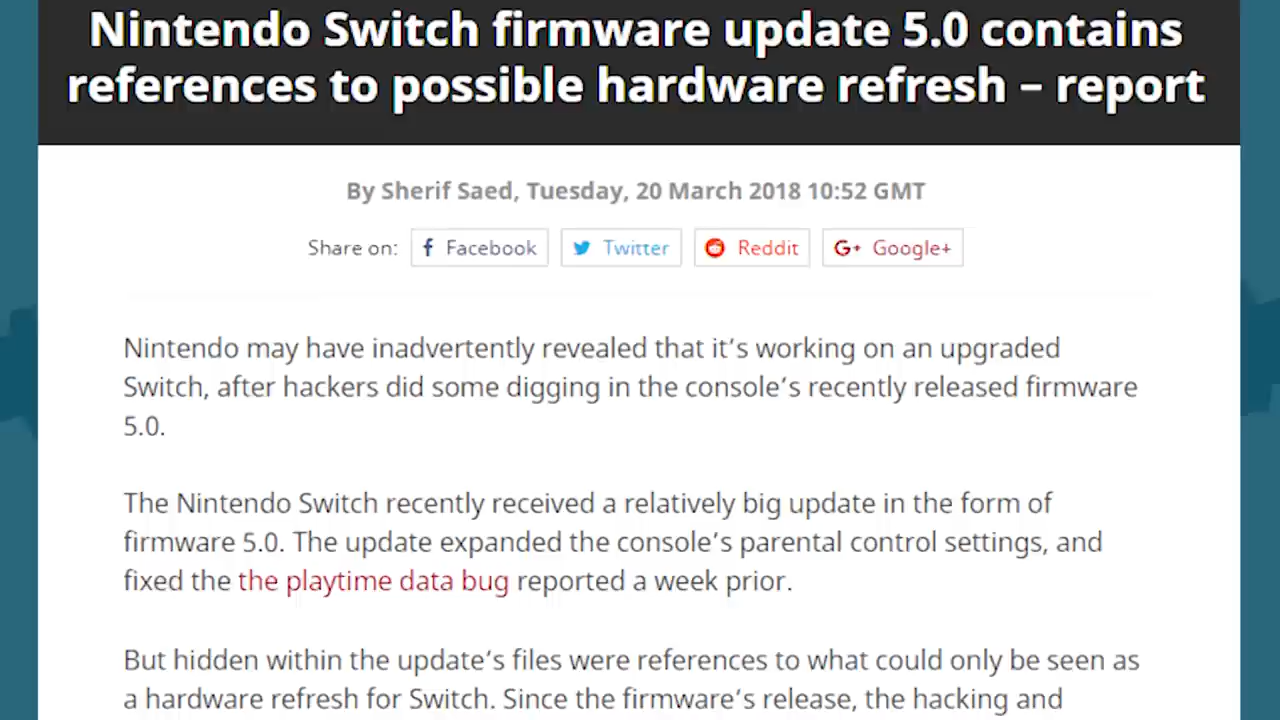 Nintendo Switch firmware update 5.0 contains
references to possible hardware refresh – report
By Sherif Saed, Tuesday, 20 March 2018 10:52 GMT
Share on: Facebook Twitter Reddit G+ Google+
Nintendo may have inadvertently revealed that it's working on an upgraded
Switch, after hackers did some digging in the console's recently released firmware
5.0.
The Nintendo Switch recently received a relatively big update in the form of
firmware 5.0. The update expanded the console's parental control settings, and
fixed the the playtime data bug reported a week prior.
But hidden within the update's files were references to what could only be seen as
a hardware refresh for Switch. Since the firmware's release, the hacking and